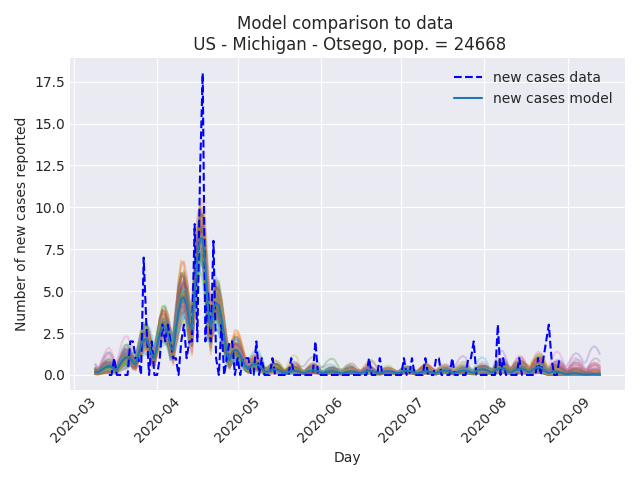 Model comparison to data
US - Michigan - Otsego, pop. = 24668
new cases data
new cases model
Number of new cases reported
17.5
15.0
12.5
10.0
7.5
5.0
2.5
0.0
2020-03
2020-04
2020-05
2020-06
2020-07
2020-08
2020-09
Day